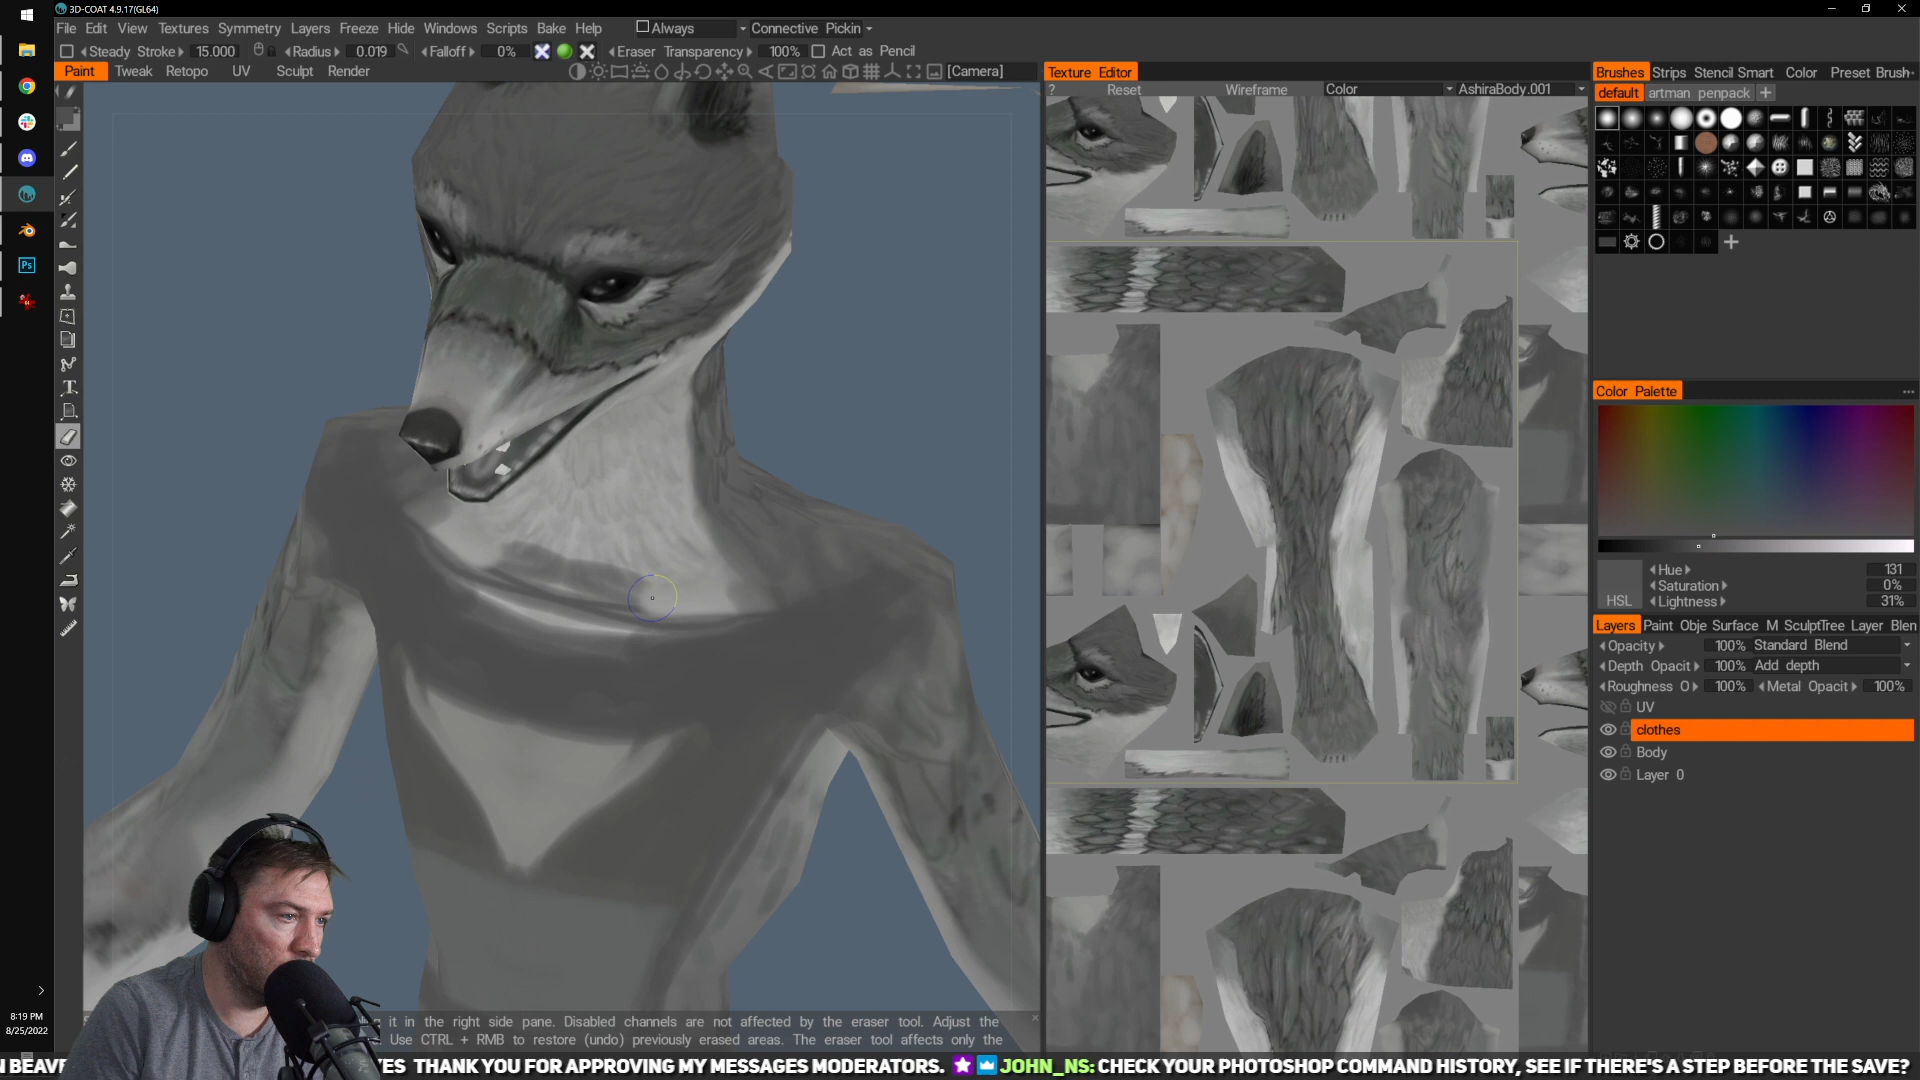 3D-COAT 4.9.17(GL64)
File Edit View Textures Symmetry Layers Freeze Hide Windows Scripts Bake Help Always Connective Pickin
Steady Stroke 15.000 Radius 0.019 Falloff 0% Eraser Transparency 100% Act as Pencil
Paint Tweak Retopo UV Sculpt Render [Camera]
Texture Editor
? Reset Wireframe Color AshiraBody.001
Brushes Strips Stencil Smart Color Preset Brush
default artman penpack +
Color Palette
Hue 131
Saturation 0%
HSL Lightness 31%
Layers Paint Obje Surface M SculptTree Layer Blen
Opacity 100% Standard Blend
Depth Opacit 100% Add depth
Roughness O 100% Metal Opacit 100%
UV
clothes
Body
Layer 0
Ps
8:19 PM
8/25/2022
it in the right side pane. Disabled channels are not affected by the eraser tool. Adjust the
Use CTRL + RMB to restore (undo) previously erased areas. The eraser tool affects only the
N BEAVE YES THANK YOU FOR APPROVING MY MESSAGES MODERATORS. JOHN_NS: CHECK YOUR PHOTOSHOP COMMAND HISTORY, SEE IF THERE'S A STEP BEFORE THE SAVE?